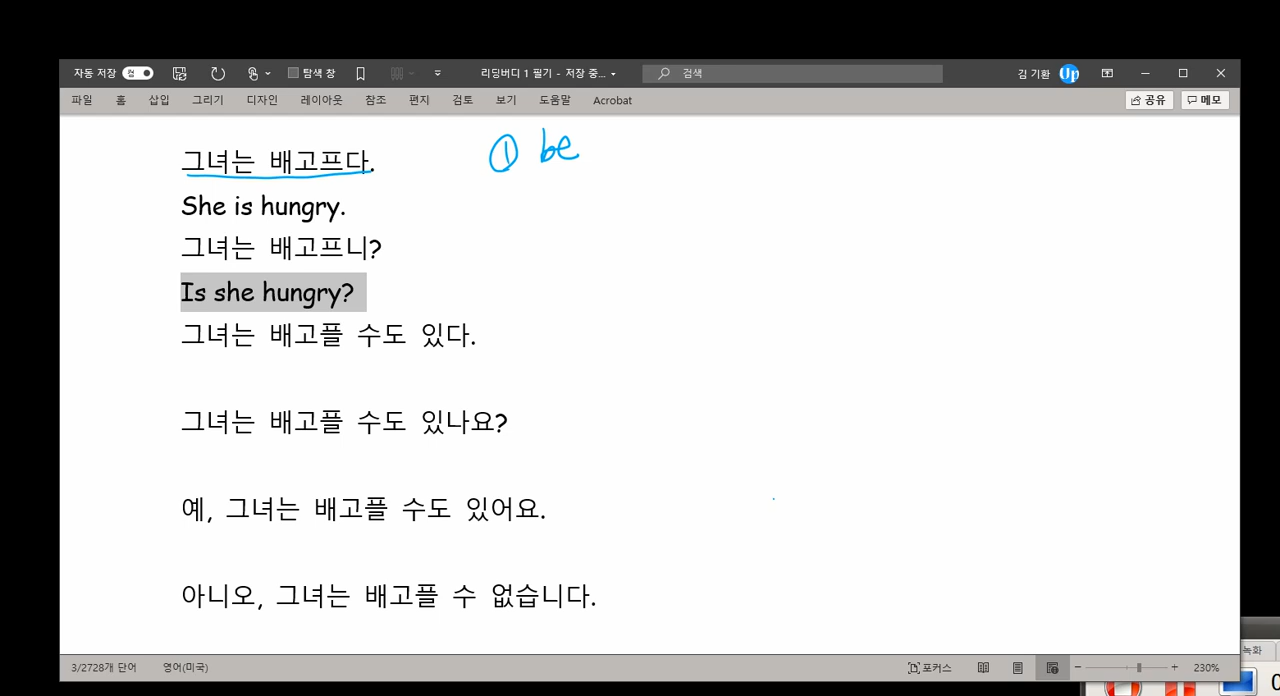 자동 저장 컴 탐색 창 리딩버디 1 필기 - 저장 중... 검색 김 기환 Up
파일 홈 삽입 그리기 디자인 레이아웃 참조 편지 검토 보기 도움말 Acrobat 공유 메모
그녀는 배고프다. ① be
She is hungry.
그녀는 배고프니?
Is she hungry?
그녀는 배고플 수도 있다.
그녀는 배고플 수도 있나요?
예, 그녀는 배고플 수도 있어요.
아니오, 그녀는 배고플 수 없습니다.
녹화
3/2728개 단어 영어(미국) 포커스 230%